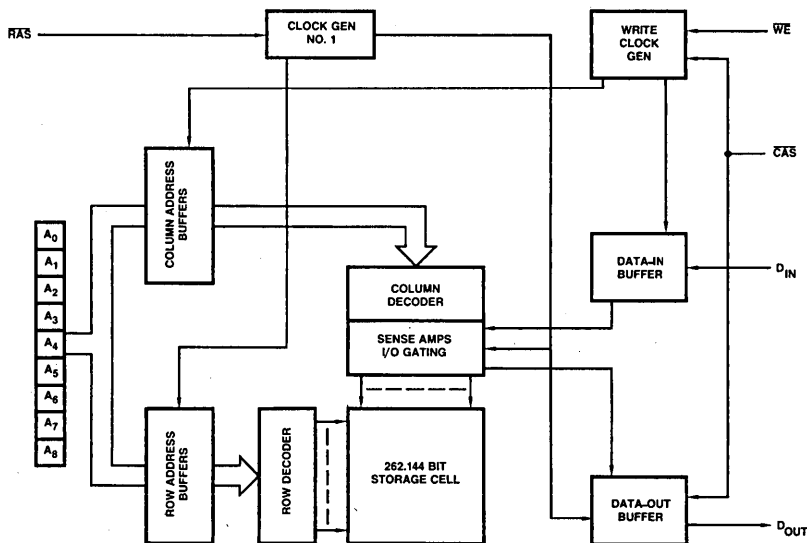 RAS
CLOCK GEN
NO. 1
WRITE
CLOCK
GEN
WE
CAS
COLUMN ADDRESS
BUFFERS
A0
A1
A2
A3
A4
A5
A6
A7
A8
COLUMN
DECODER
SENSE AMPS
I/O GATING
DATA–IN
BUFFER
DIN
ROW ADDRESS
BUFFERS
ROW DECODER
262.144 BIT
STORAGE CELL
DATA–OUT
BUFFER
DOUT